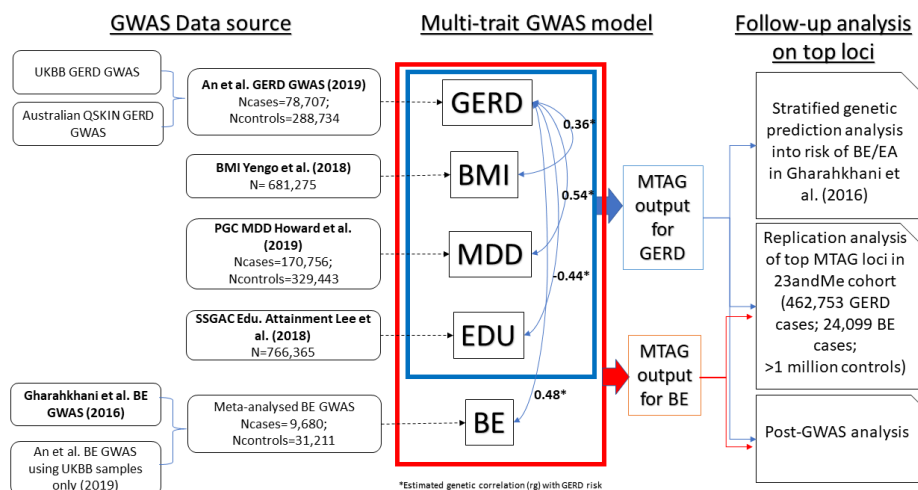 GWAS Data source
Multi-trait GWAS model
Follow-up analysis
on top loci
UKBB GERD GWAS
Australian QSKIN GERD
GWAS
An et al. GERD GWAS (2019)
Ncases=78,707;
Ncontrols=288,734
BMI Yengo et al. (2018)
N= 681,275
PGC MDD Howard et al.
(2019)
Ncases=170,756;
Ncontrols=329,443
SSGAC Edu. Attainment Lee et
al. (2018)
N=766,365
Gharahkhani et al. BE
GWAS (2016)
An et al. BE GWAS
using UKBB samples
only (2019)
Meta-analysed BE GWAS
Ncases= 9,680;
Ncontrols=31,211
GERD
BMI
MDD
EDU
BE
0.36*
0.54*
-0.44*
0.48*
*Estimated genetic correlation (rg) with GERD risk
MTAG
output for
GERD
MTAG
output
for BE
Stratified genetic
prediction analysis
into risk of BE/EA
in Gharahkhani et
al. (2016)
Replication analysis
of top MTAG loci in
23andMe cohort
(462,753 GERD
cases; 24,099 BE
cases;
>1 million controls)
Post-GWAS analysis